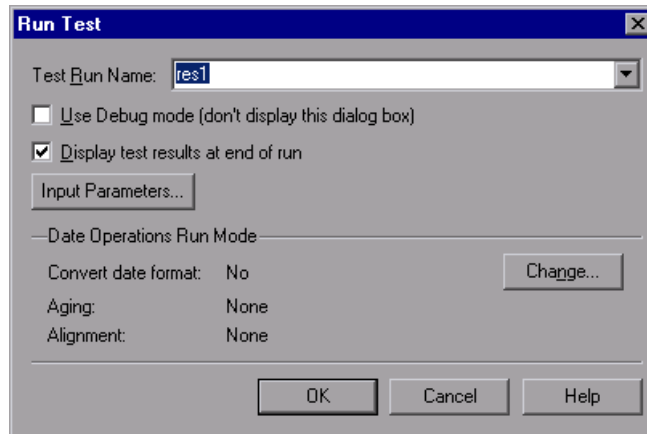 Run Test
Test Run Name: res1
Use Debug mode (don't display this dialog box)
Display test results at end of run
Input Parameters...
Date Operations Run Mode
Convert date format: No Change...
Aging: None
Alignment: None
OK Cancel Help